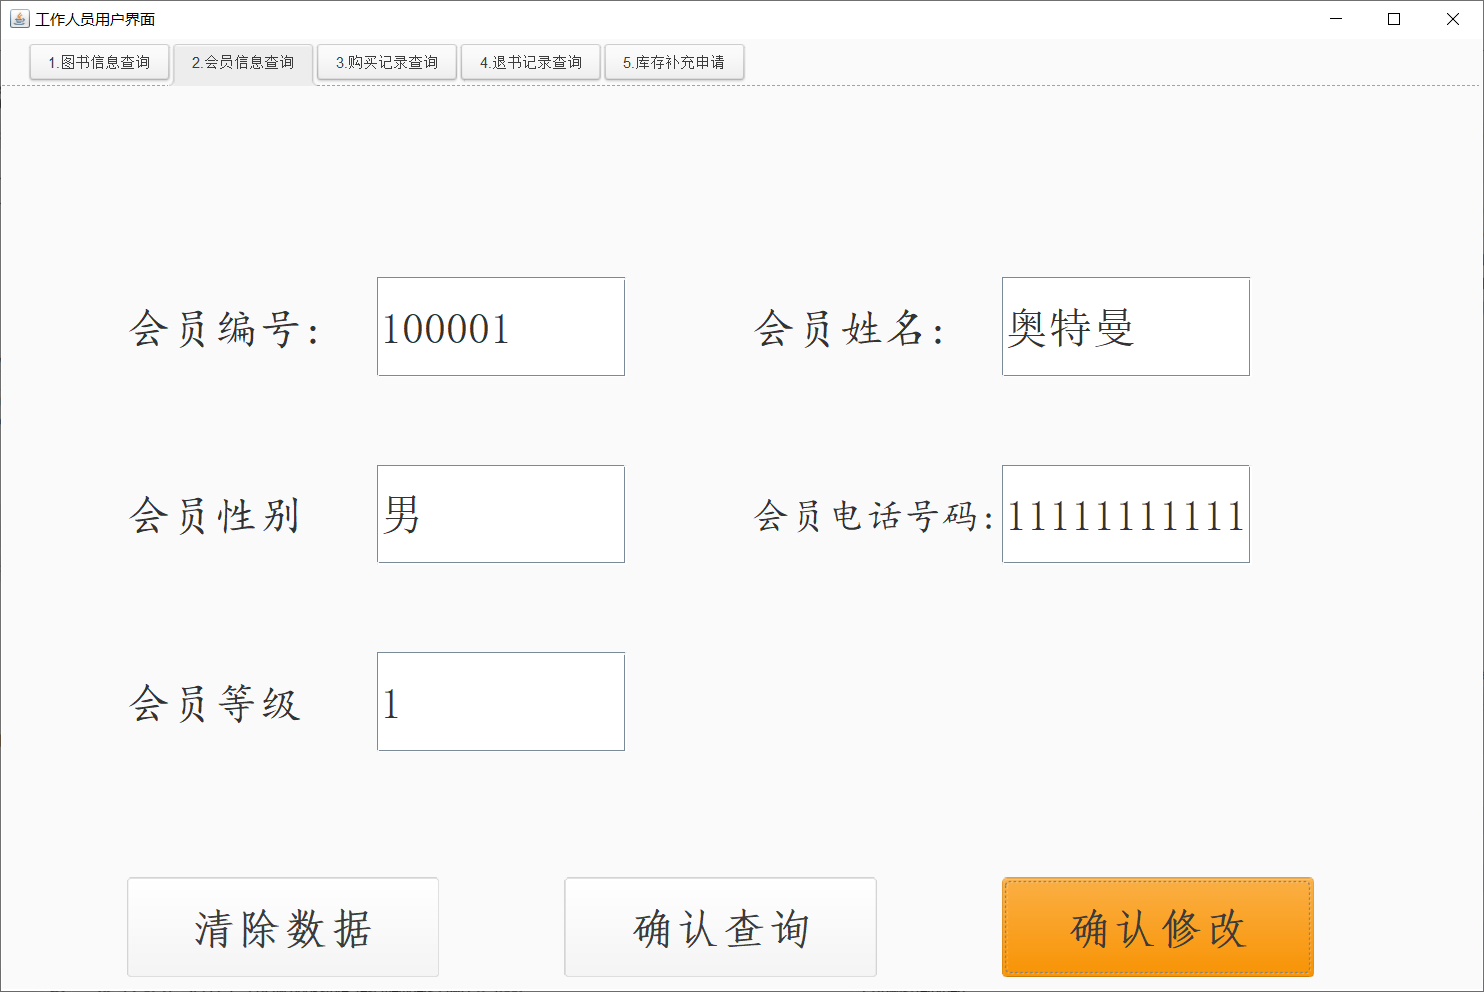 工作人员用户界面
1.图书信息查询 2.会员信息查询 3.购买记录查询 4.退书记录查询 5.库存补充申请
会员编号: 100001 会员姓名: 奥特曼
会员性别 男 会员电话号码: 11111111111
会员等级 1
清除数据 确认查询 确认修改